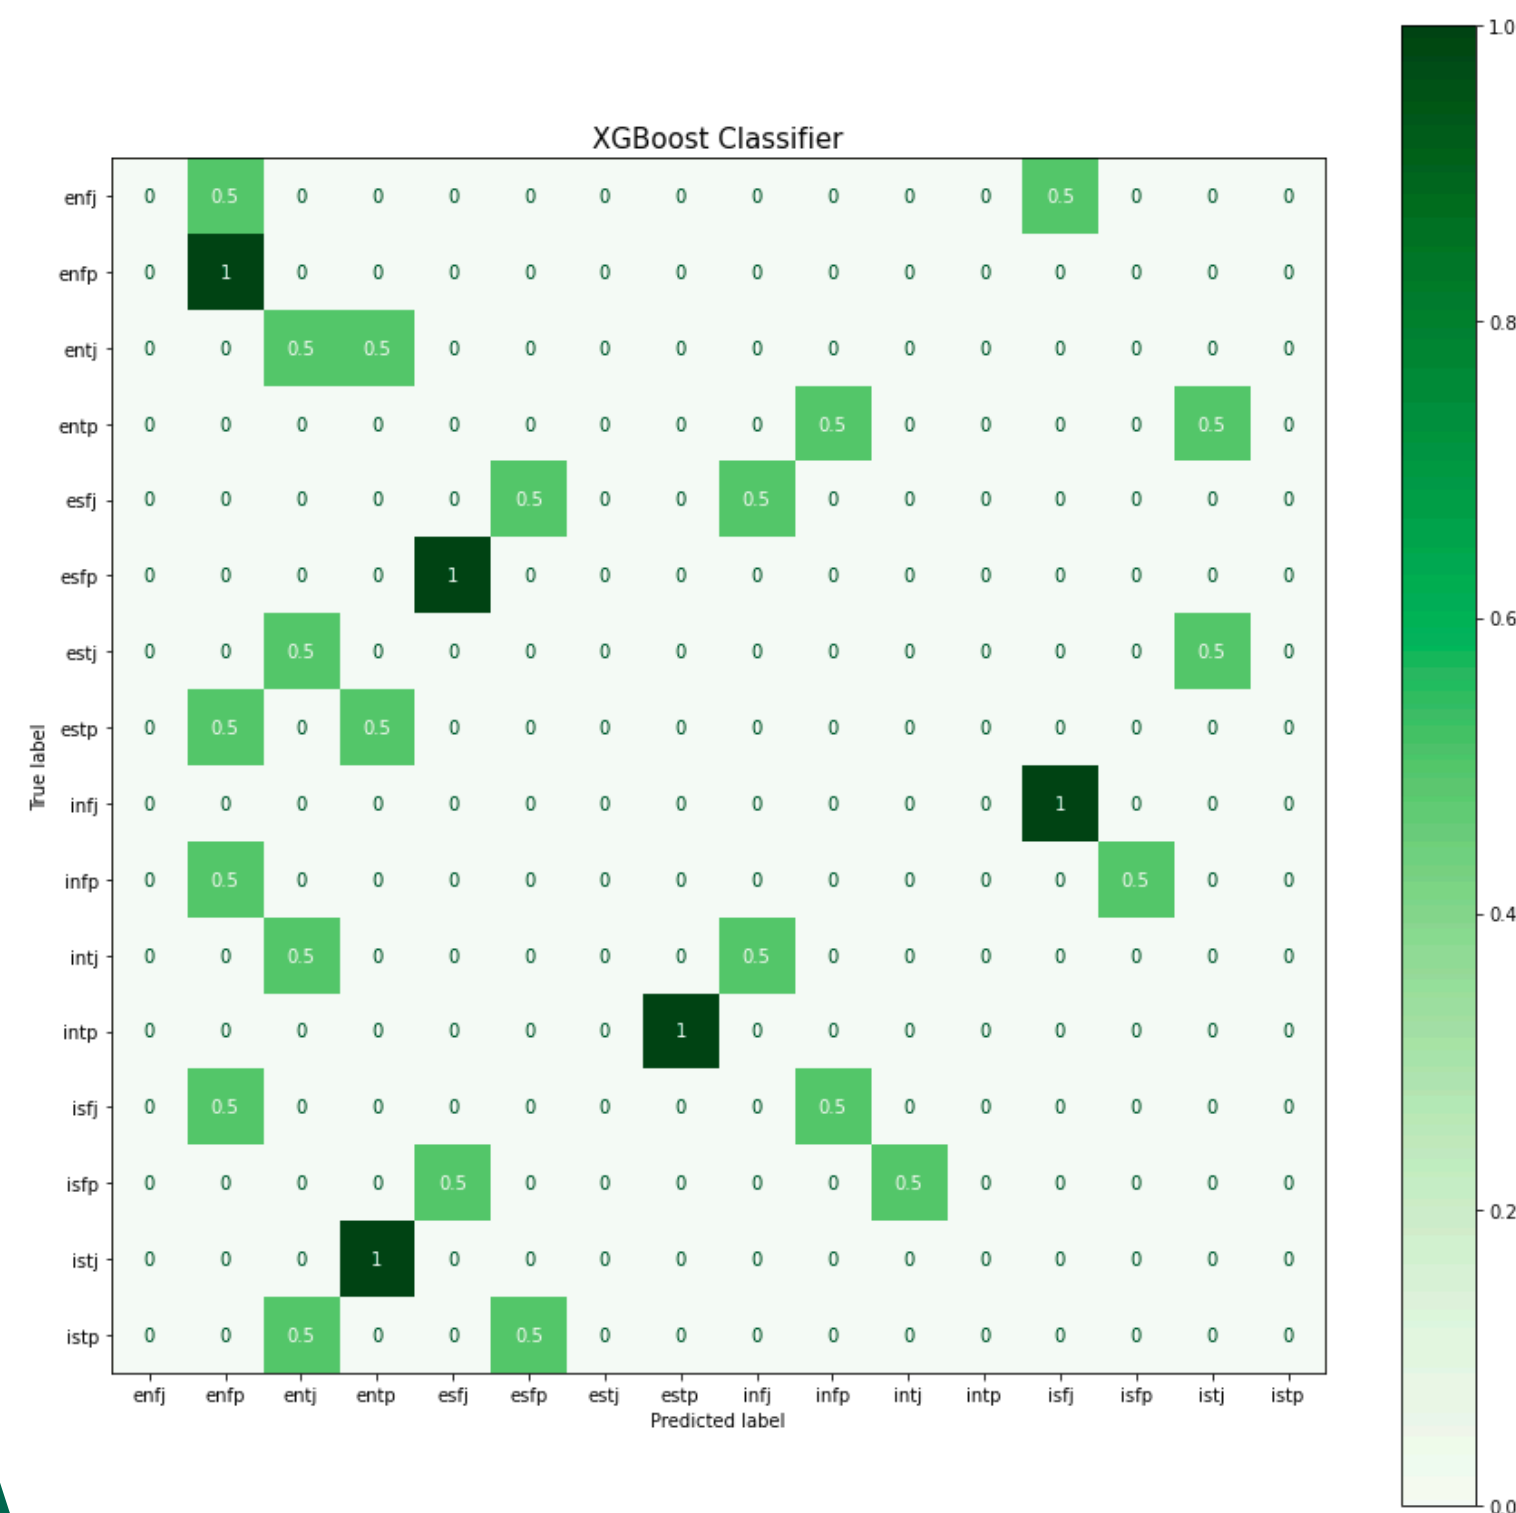 XGBoost Classifier
1.0
enfj 0 0.5 0 0 0 0 0 0 0 0 0 0 0.5 0 0 0
enfp 0 1 0 0 0 0 0 0 0 0 0 0 0 0 0 0
0.8
entj 0 0 0.5 0.5 0 0 0 0 0 0 0 0 0 0 0 0
entp 0 0 0 0 0 0 0 0 0 0.5 0 0 0 0 0.5 0
esfj 0 0 0 0 0 0.5 0 0 0.5 0 0 0 0 0 0 0
esfp 0 0 0 0 1 0 0 0 0 0 0 0 0 0 0 0
0.6
estj 0 0 0.5 0 0 0 0 0 0 0 0 0 0 0 0.5 0
estp 0 0.5 0 0.5 0 0 0 0 0 0 0 0 0 0 0 0
True label
infj 0 0 0 0 0 0 0 0 0 0 0 0 1 0 0 0
infp 0 0.5 0 0 0 0 0 0 0 0 0 0 0 0.5 0 0
0.4
intj 0 0 0.5 0 0 0 0 0 0.5 0 0 0 0 0 0 0
intp 0 0 0 0 0 0 0 1 0 0 0 0 0 0 0 0
isfj 0 0.5 0 0 0 0 0 0 0 0.5 0 0 0 0 0 0
isfp 0 0 0 0 0.5 0 0 0 0 0 0.5 0 0 0 0 0
0.2
istj 0 0 0 1 0 0 0 0 0 0 0 0 0 0 0 0
istp 0 0 0.5 0 0 0.5 0 0 0 0 0 0 0 0 0 0
enfj enfp entj entp esfj esfp estj estp infj infp intj intp isfj isfp istj istp
Predicted label
0.0